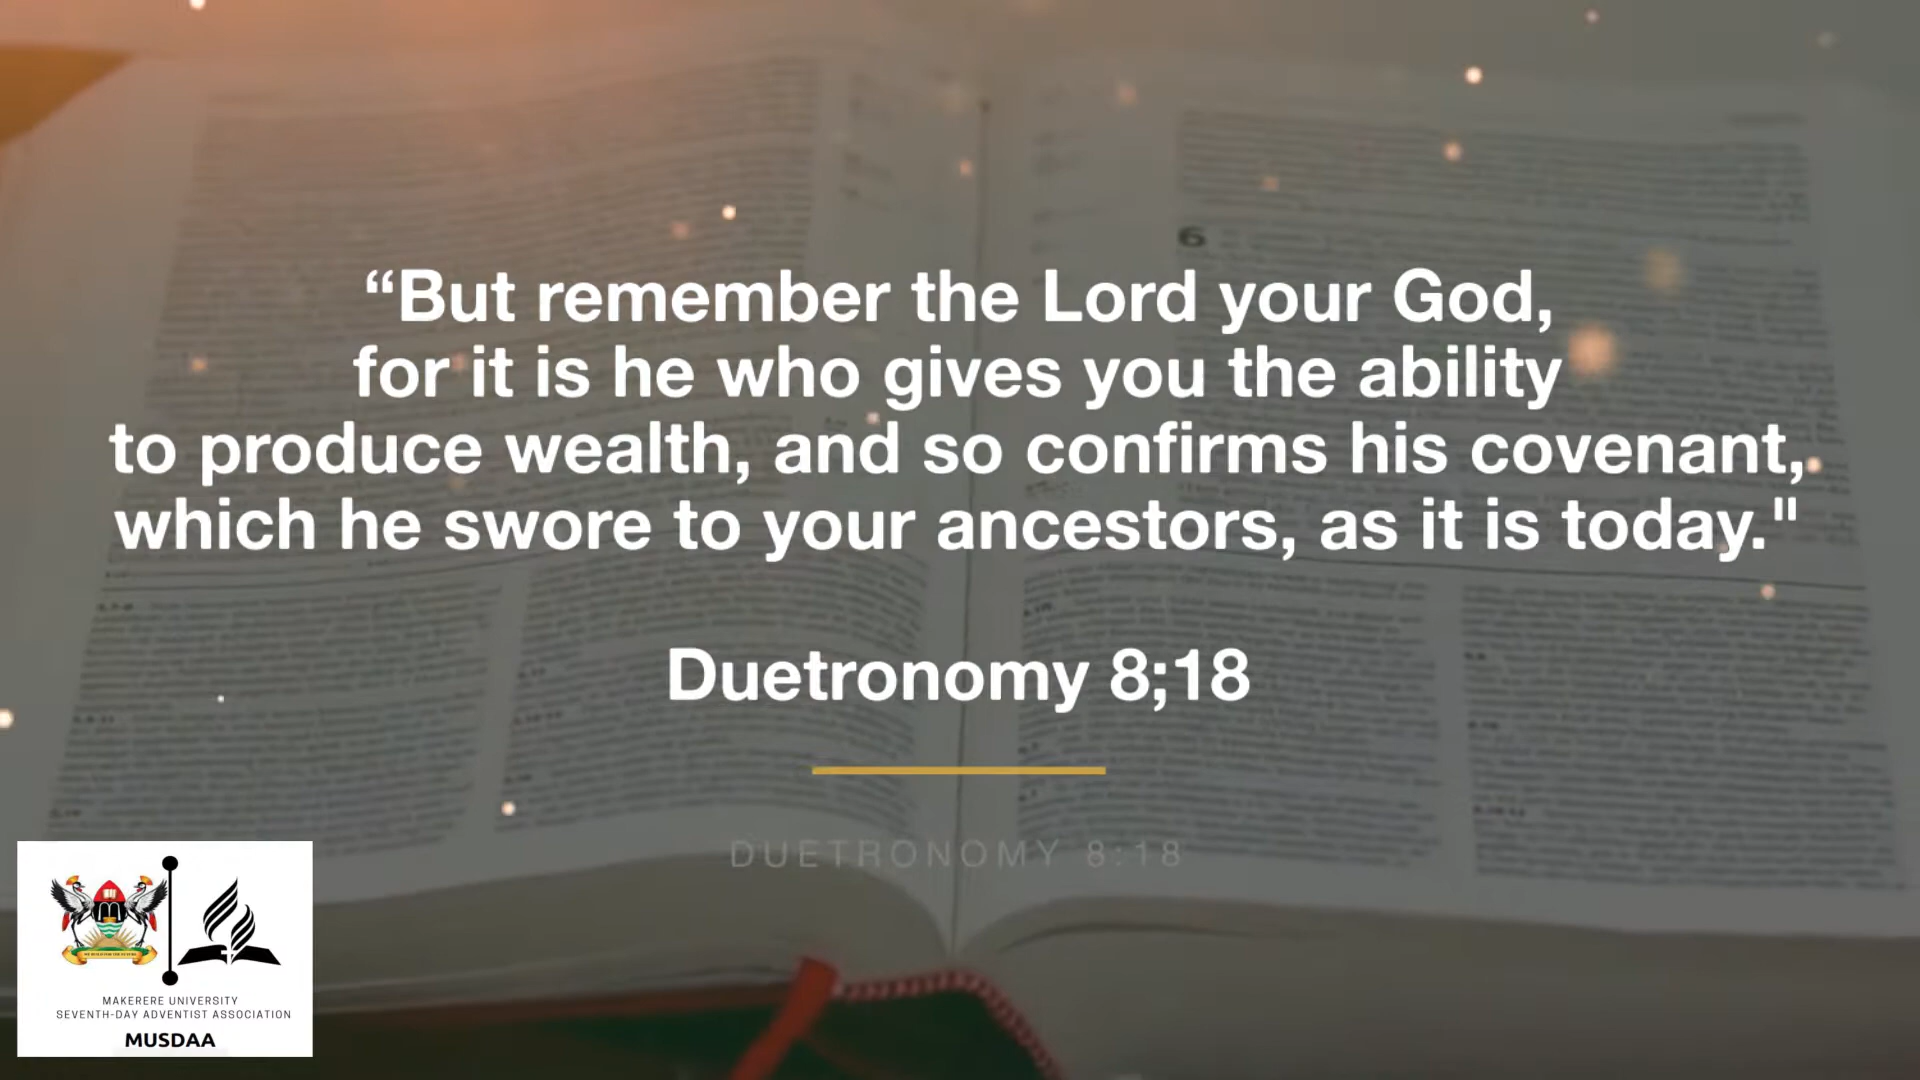 “But remember the Lord your God,
for it is he who gives you the ability
to produce wealth, and so confirms his covenant,
which he swore to your ancestors, as it is today."
Duetronomy 8;18
DUETRONOMY 8:18
MAKERERE UNIVERSITY
SEVENTH-DAY ADVENTIST ASSOCIATION
MUSDAA